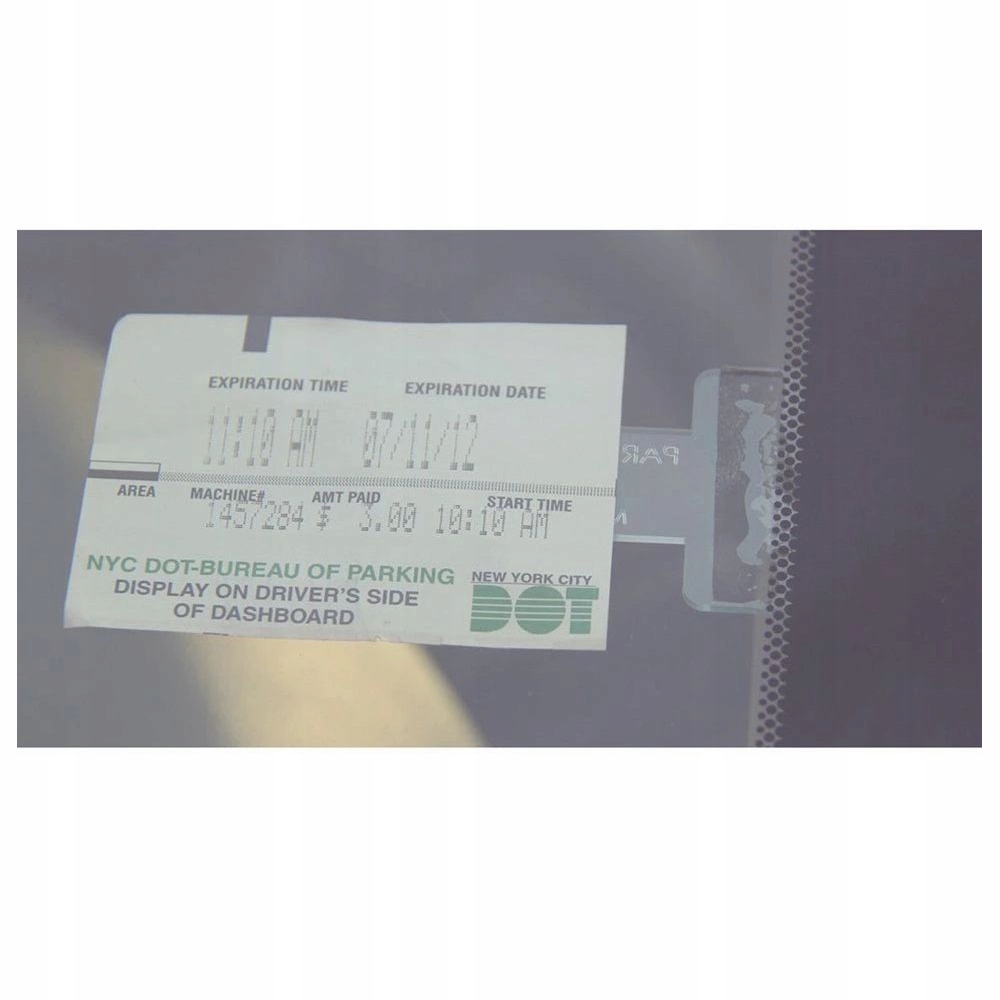 EXPIRATION TIME EXPIRATION DATE
11:10 AM 07/11/12
AREA MACHINE# AMT PAID START TIME
1457284 $ 3.00 10:10 AM
NYC DOT-BUREAU OF PARKING
DISPLAY ON DRIVER'S SIDE
OF DASHBOARD
NEW YORK CITY
DOT